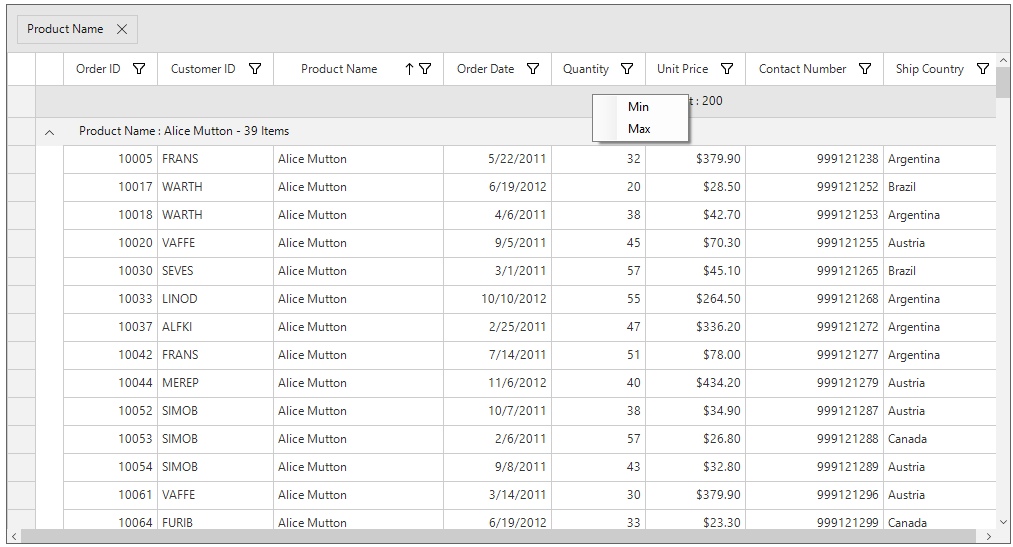 Product Name
Order ID Customer ID Product Name Order Date Quantity Unit Price Contact Number Ship Country
t : 200
Min
Max
Product Name : Alice Mutton - 39 Items
10005 FRANS Alice Mutton 5/22/2011 32 $379.90 999121238 Argentina
10017 WARTH Alice Mutton 6/19/2012 20 $28.50 999121252 Brazil
10018 WARTH Alice Mutton 4/6/2011 38 $42.70 999121253 Argentina
10020 VAFFE Alice Mutton 9/5/2011 45 $70.30 999121255 Austria
10030 SEVES Alice Mutton 3/1/2011 57 $45.10 999121265 Brazil
10033 LINOD Alice Mutton 10/10/2012 55 $264.50 999121268 Argentina
10037 ALFKI Alice Mutton 2/25/2011 47 $336.20 999121272 Argentina
10042 FRANS Alice Mutton 7/14/2011 51 $78.00 999121277 Argentina
10044 MEREP Alice Mutton 11/6/2012 40 $434.20 999121279 Austria
10052 SIMOB Alice Mutton 10/7/2011 38 $34.90 999121287 Austria
10053 SIMOB Alice Mutton 2/6/2011 57 $26.80 999121288 Canada
10054 SIMOB Alice Mutton 9/8/2011 43 $32.80 999121289 Austria
10061 VAFFE Alice Mutton 3/14/2011 30 $379.90 999121296 Austria
10064 FURIB Alice Mutton 6/19/2012 33 $23.30 999121299 Canada